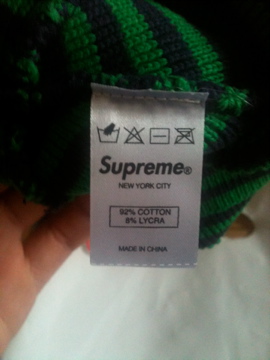 Supreme®
NEW YORK CITY
92% COTTON
8% LYCRA
MADE IN CHINA